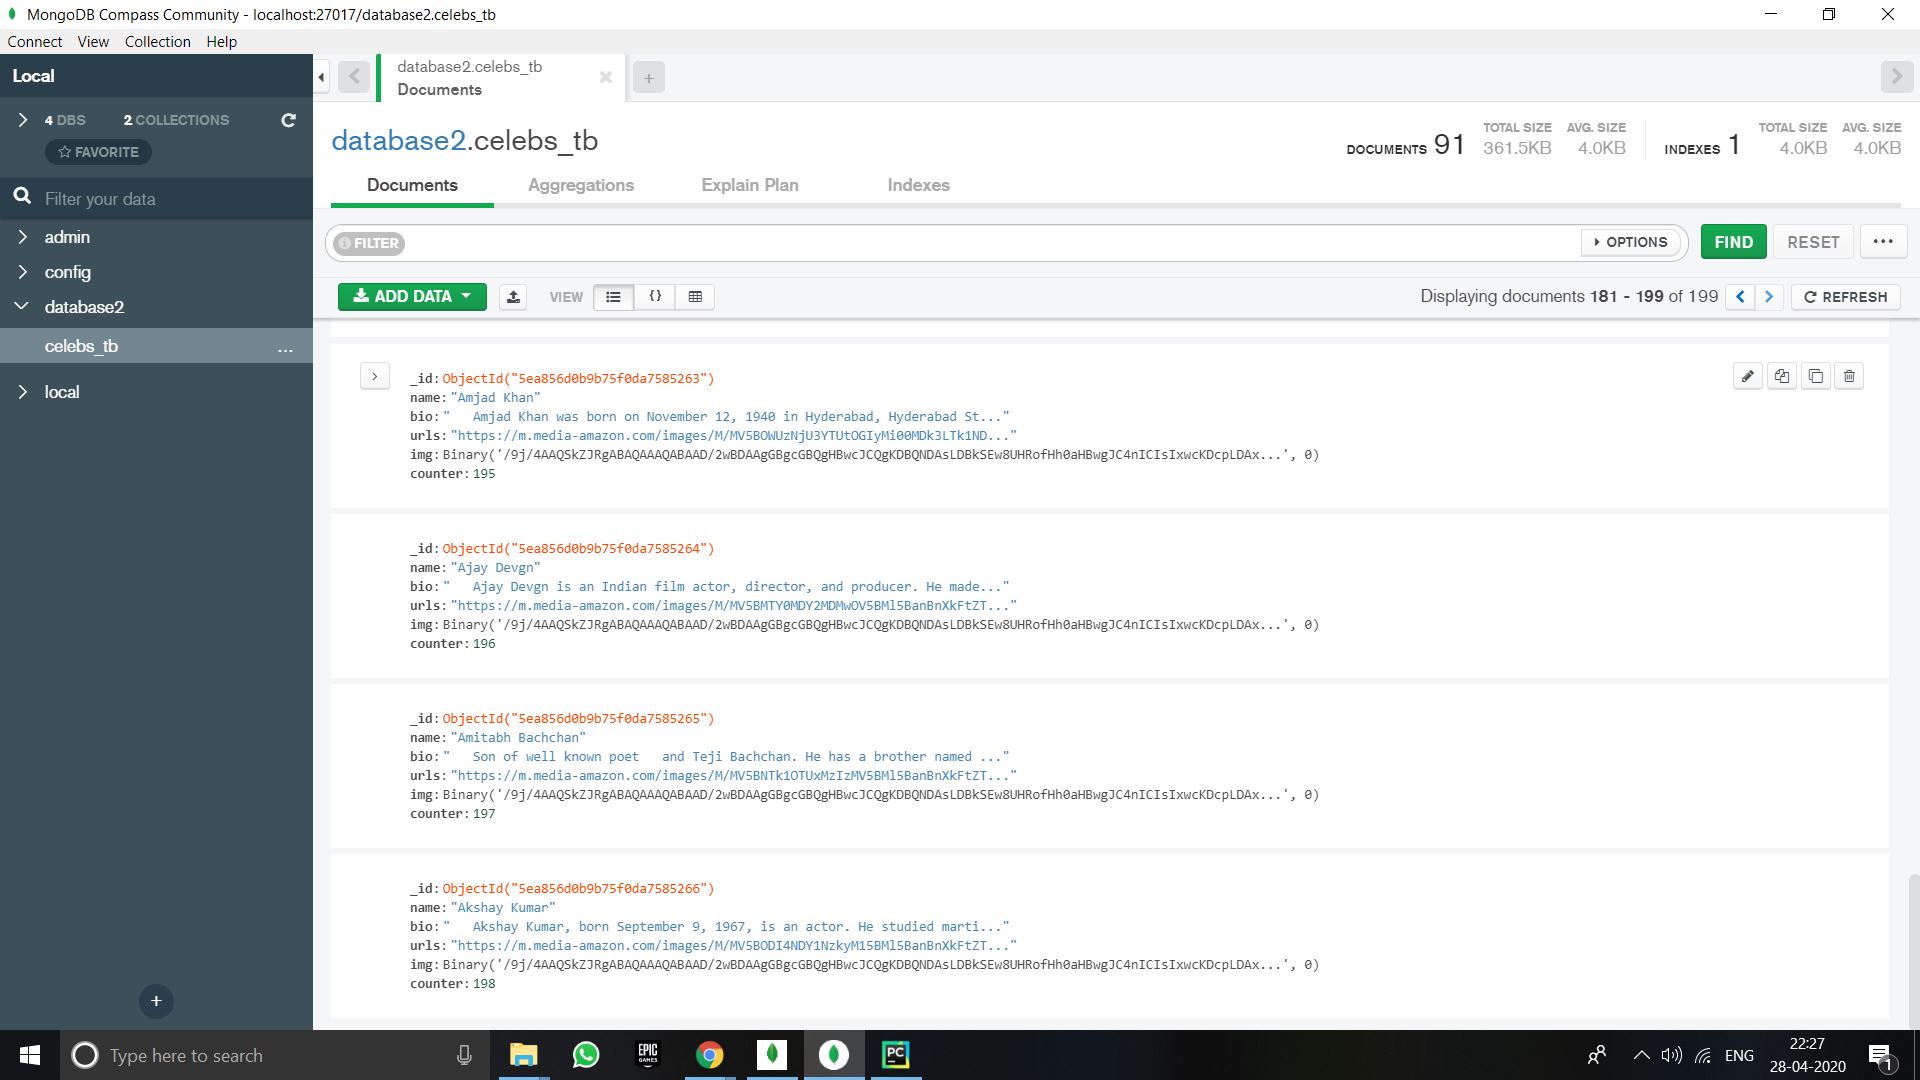 MongoDB Compass Community - localhost:27017/database2.celebs_tb
Connect View Collection Help
Local
4 DBS 2 COLLECTIONS
FAVORITE
Filter your data
admin
config
database2
celebs_tb ...
local
database2.celebs_tb
Documents
database2.celebs_tb
DOCUMENTS 91 TOTAL SIZE 361.5KB AVG. SIZE 4.0KB INDEXES 1 TOTAL SIZE 4.0KB AVG. SIZE 4.0KB
Documents Aggregations Explain Plan Indexes
FILTER OPTIONS FIND RESET ...
ADD DATA VIEW {} Displaying documents 181 - 199 of 199 REFRESH
_id: ObjectId("5ea856d0b9b75f0da7585263")
name: "Amjad Khan"
bio: " Amjad Khan was born on November 12, 1940 in Hyderabad, Hyderabad St..."
urls: "https://m.media-amazon.com/images/M/MV5BOWUzNjU3YTUtOGIyMi00MDk3LTk1ND..."
img: Binary('/9j/4AAQSkZJRgABAQAAAQABAAD/2wBDAAgGBgcGBQgHBwcJCQgKDBQNDAsLDBkSEw8UHRofHh0aHBwgJC4nICIsIxwcKDcpLDAx...', 0)
counter: 195
_id: ObjectId("5ea856d0b9b75f0da7585264")
name: "Ajay Devgn"
bio: " Ajay Devgn is an Indian film actor, director, and producer. He made..."
urls: "https://m.media-amazon.com/images/M/MV5BMTY0MDY2MDMwOV5BMl5BanBnXkFtZT..."
img: Binary('/9j/4AAQSkZJRgABAQAAAQABAAD/2wBDAAgGBgcGBQgHBwcJCQgKDBQNDAsLDBkSEw8UHRofHh0aHBwgJC4nICIsIxwcKDcpLDAx...', 0)
counter: 196
_id: ObjectId("5ea856d0b9b75f0da7585265")
name: "Amitabh Bachchan"
bio: " Son of well known poet and Teji Bachchan. He has a brother named ..."
urls: "https://m.media-amazon.com/images/M/MV5BNTk1OTUxMzIzMV5BMl5BanBnXkFtZT..."
img: Binary('/9j/4AAQSkZJRgABAQAAAQABAAD/2wBDAAgGBgcGBQgHBwcJCQgKDBQNDAsLDBkSEw8UHRofHh0aHBwgJC4nICIsIxwcKDcpLDAx...', 0)
counter: 197
_id: ObjectId("5ea856d0b9b75f0da7585266")
name: "Akshay Kumar"
bio: " Akshay Kumar, born September 9, 1967, is an actor. He studied marti..."
urls: "https://m.media-amazon.com/images/M/MV5BODI4NDY1NzkyM15BMl5BanBnXkFtZT..."
img: Binary('/9j/4AAQSkZJRgABAQAAAQABAAD/2wBDAAgGBgcGBQgHBwcJCQgKDBQNDAsLDBkSEw8UHRofHh0aHBwgJC4nICIsIxwcKDcpLDAx...', 0)
counter: 198
Type here to search
EPIC GAMES
PC
ENG
22:27
28-04-2020
1